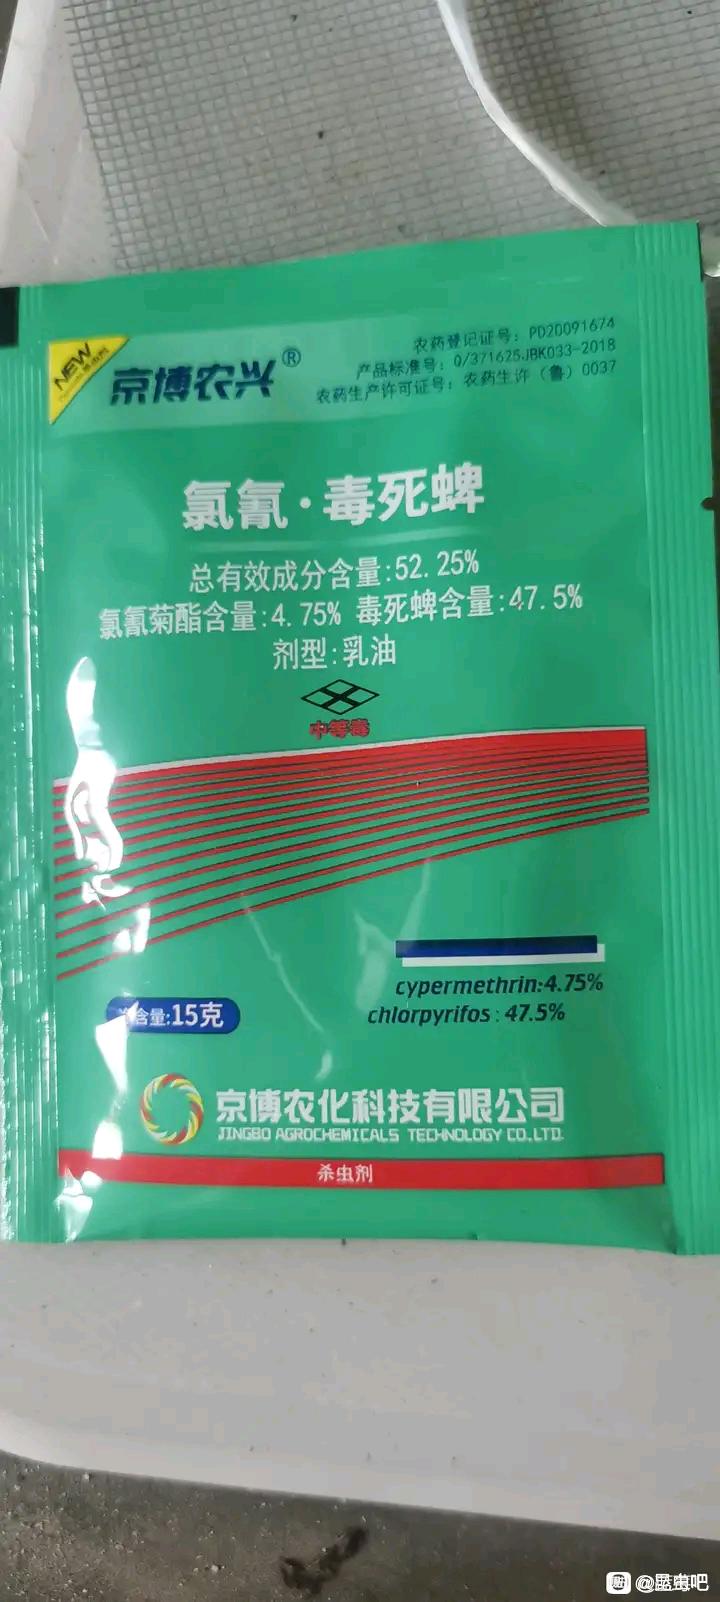 NEW
京博农兴®
农药登记证号：PD20091674
产品标准号：Q/371625JBK033-2018
农药生产许可证号：农药生许（鲁）0037
氯氰·毒死蜱
总有效成分含量:52.25%
氯氰菊酯含量:4.75% 毒死蜱含量:47.5%
剂型:乳油
中等毒
cypermethrin:4.75%
chlorpyrifos:47.5%
含量:15克
京博农化科技有限公司
JINGBO AGROCHEMICALS TECHNOLOGY CO.LTD.
杀虫剂